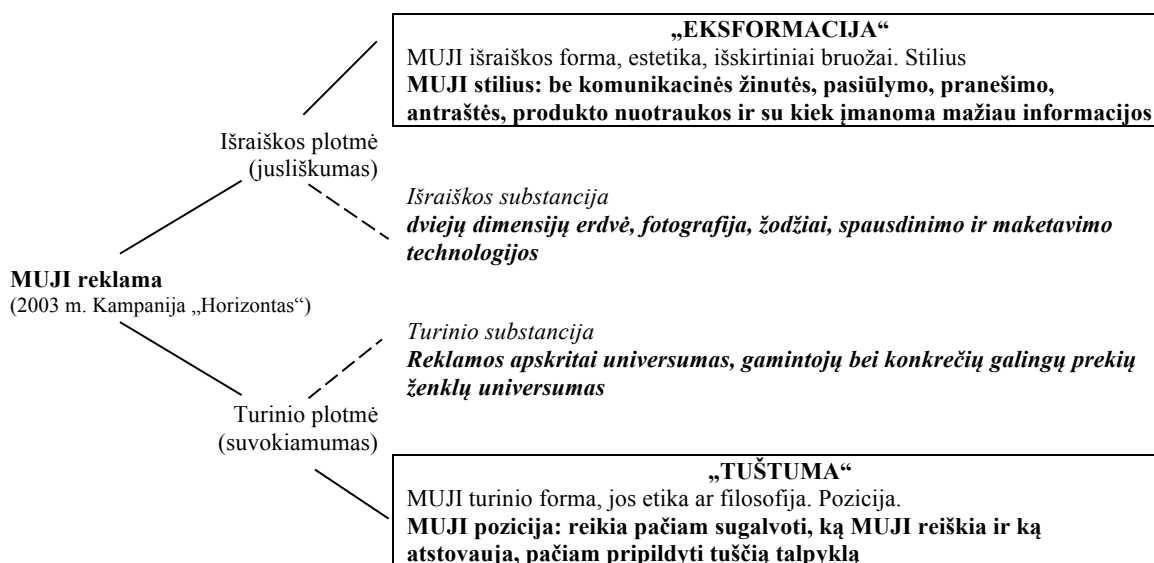 „EKSFORMACIJA“
MUJI išraiškos forma, estetika, išskirtiniai bruožai. Stilius
MUJI stilius: be komunikacinės žinutės, pasiūlymo, pranešimo,
antraštės, produkto nuotraukos ir su kiek įmanoma mažiau informacijos
Išraiškos plotmė
(jusliškumas)
Išraiškos substancija
dviejų dimensijų erdvė, fotografija, žodžiai, spausdinimo ir maketavimo
technologijos
MUJI reklama
(2003 m. Kampanija „Horizontas“)
Turinio substancija
Reklamos apskritai universumas, gamintojų bei konkrečių galingų prekių
ženklų universumas
Turinio plotmė
(suvokiamumas)
„TUŠTUMA“
MUJI turinio forma, jos etika ar filosofija. Pozicija.
MUJI pozicija: reikia pačiam sugalvoti, ką MUJI reiškia ir ką
atstovauja, pačiam pripildyti tuščią talpyklą